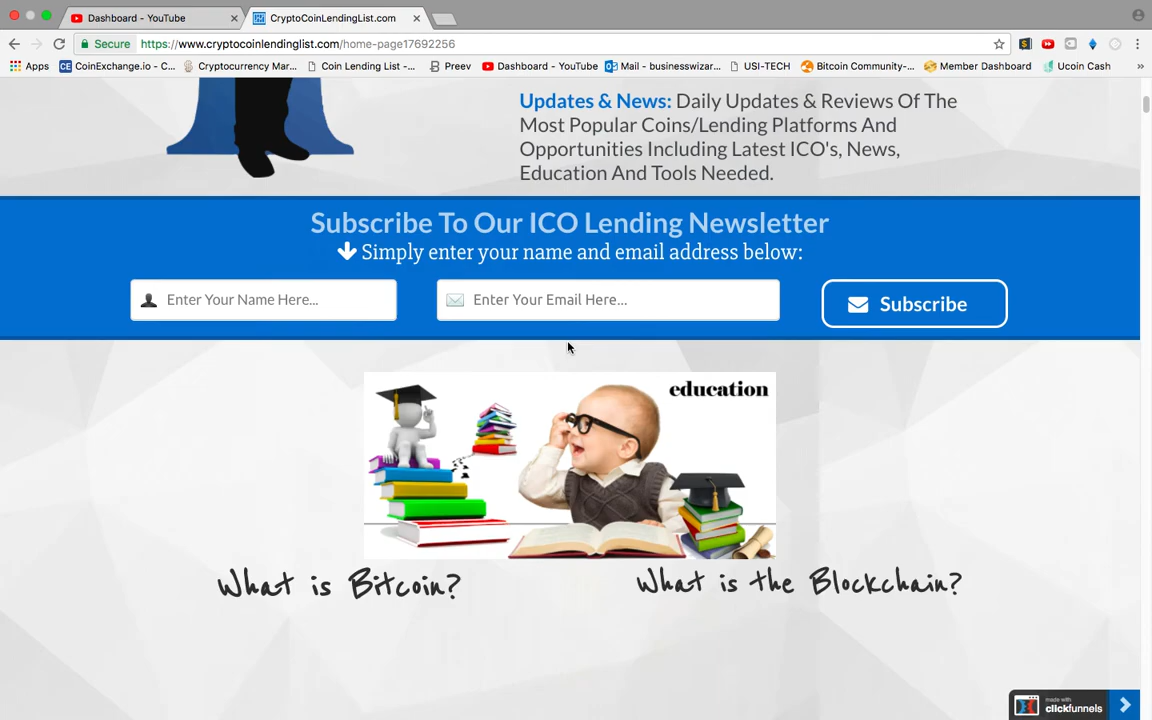 Dashboard - YouTube
CryptoCoinLendingList.com
Secure
https://www.cryptocoinlendinglist.com/home-page17692256
Apps
CoinExchange.io - C...
Cryptocurrency Mar...
Coin Lending List -...
Preev
Dashboard - YouTube
Mail - businesswizar...
USI-TECH
Bitcoin Community-...
Member Dashboard
Ucoin Cash
»
Updates & News: Daily Updates & Reviews Of The
Most Popular Coins/Lending Platforms And
Opportunities Including Latest ICO's, News,
Education And Tools Needed.
Subscribe To Our ICO Lending Newsletter
Simply enter your name and email address below:
Enter Your Name Here...
Enter Your Email Here...
Subscribe
education
What is Bitcoin?
What is the Blockchain?
made with
clickfunnels